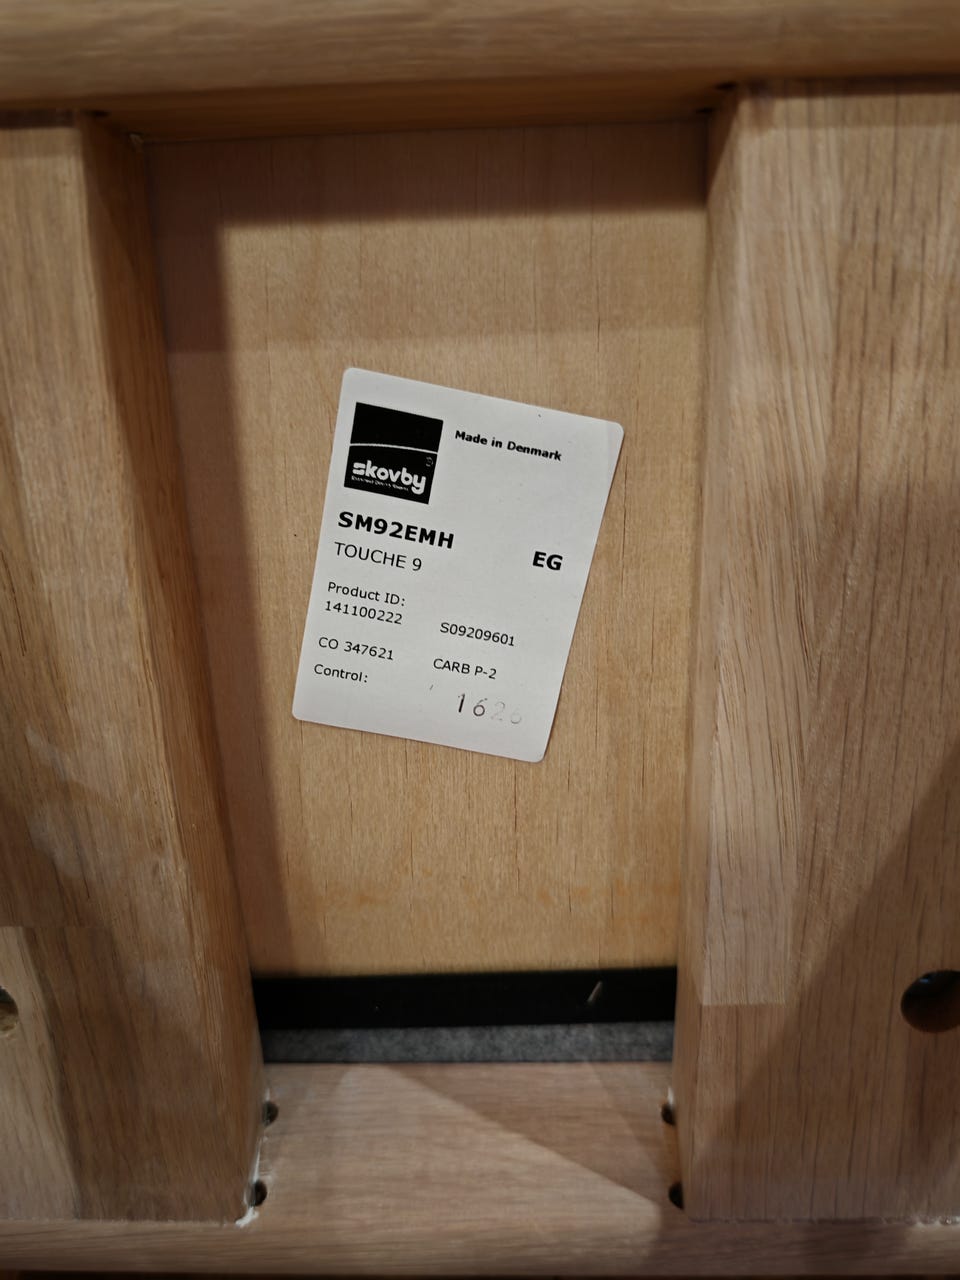 Made in Denmark
skovby
SM92EMH
EG
TOUCHE 9
Product ID:
141100222
S09209601
CO 347621
CARB P-2
Control: